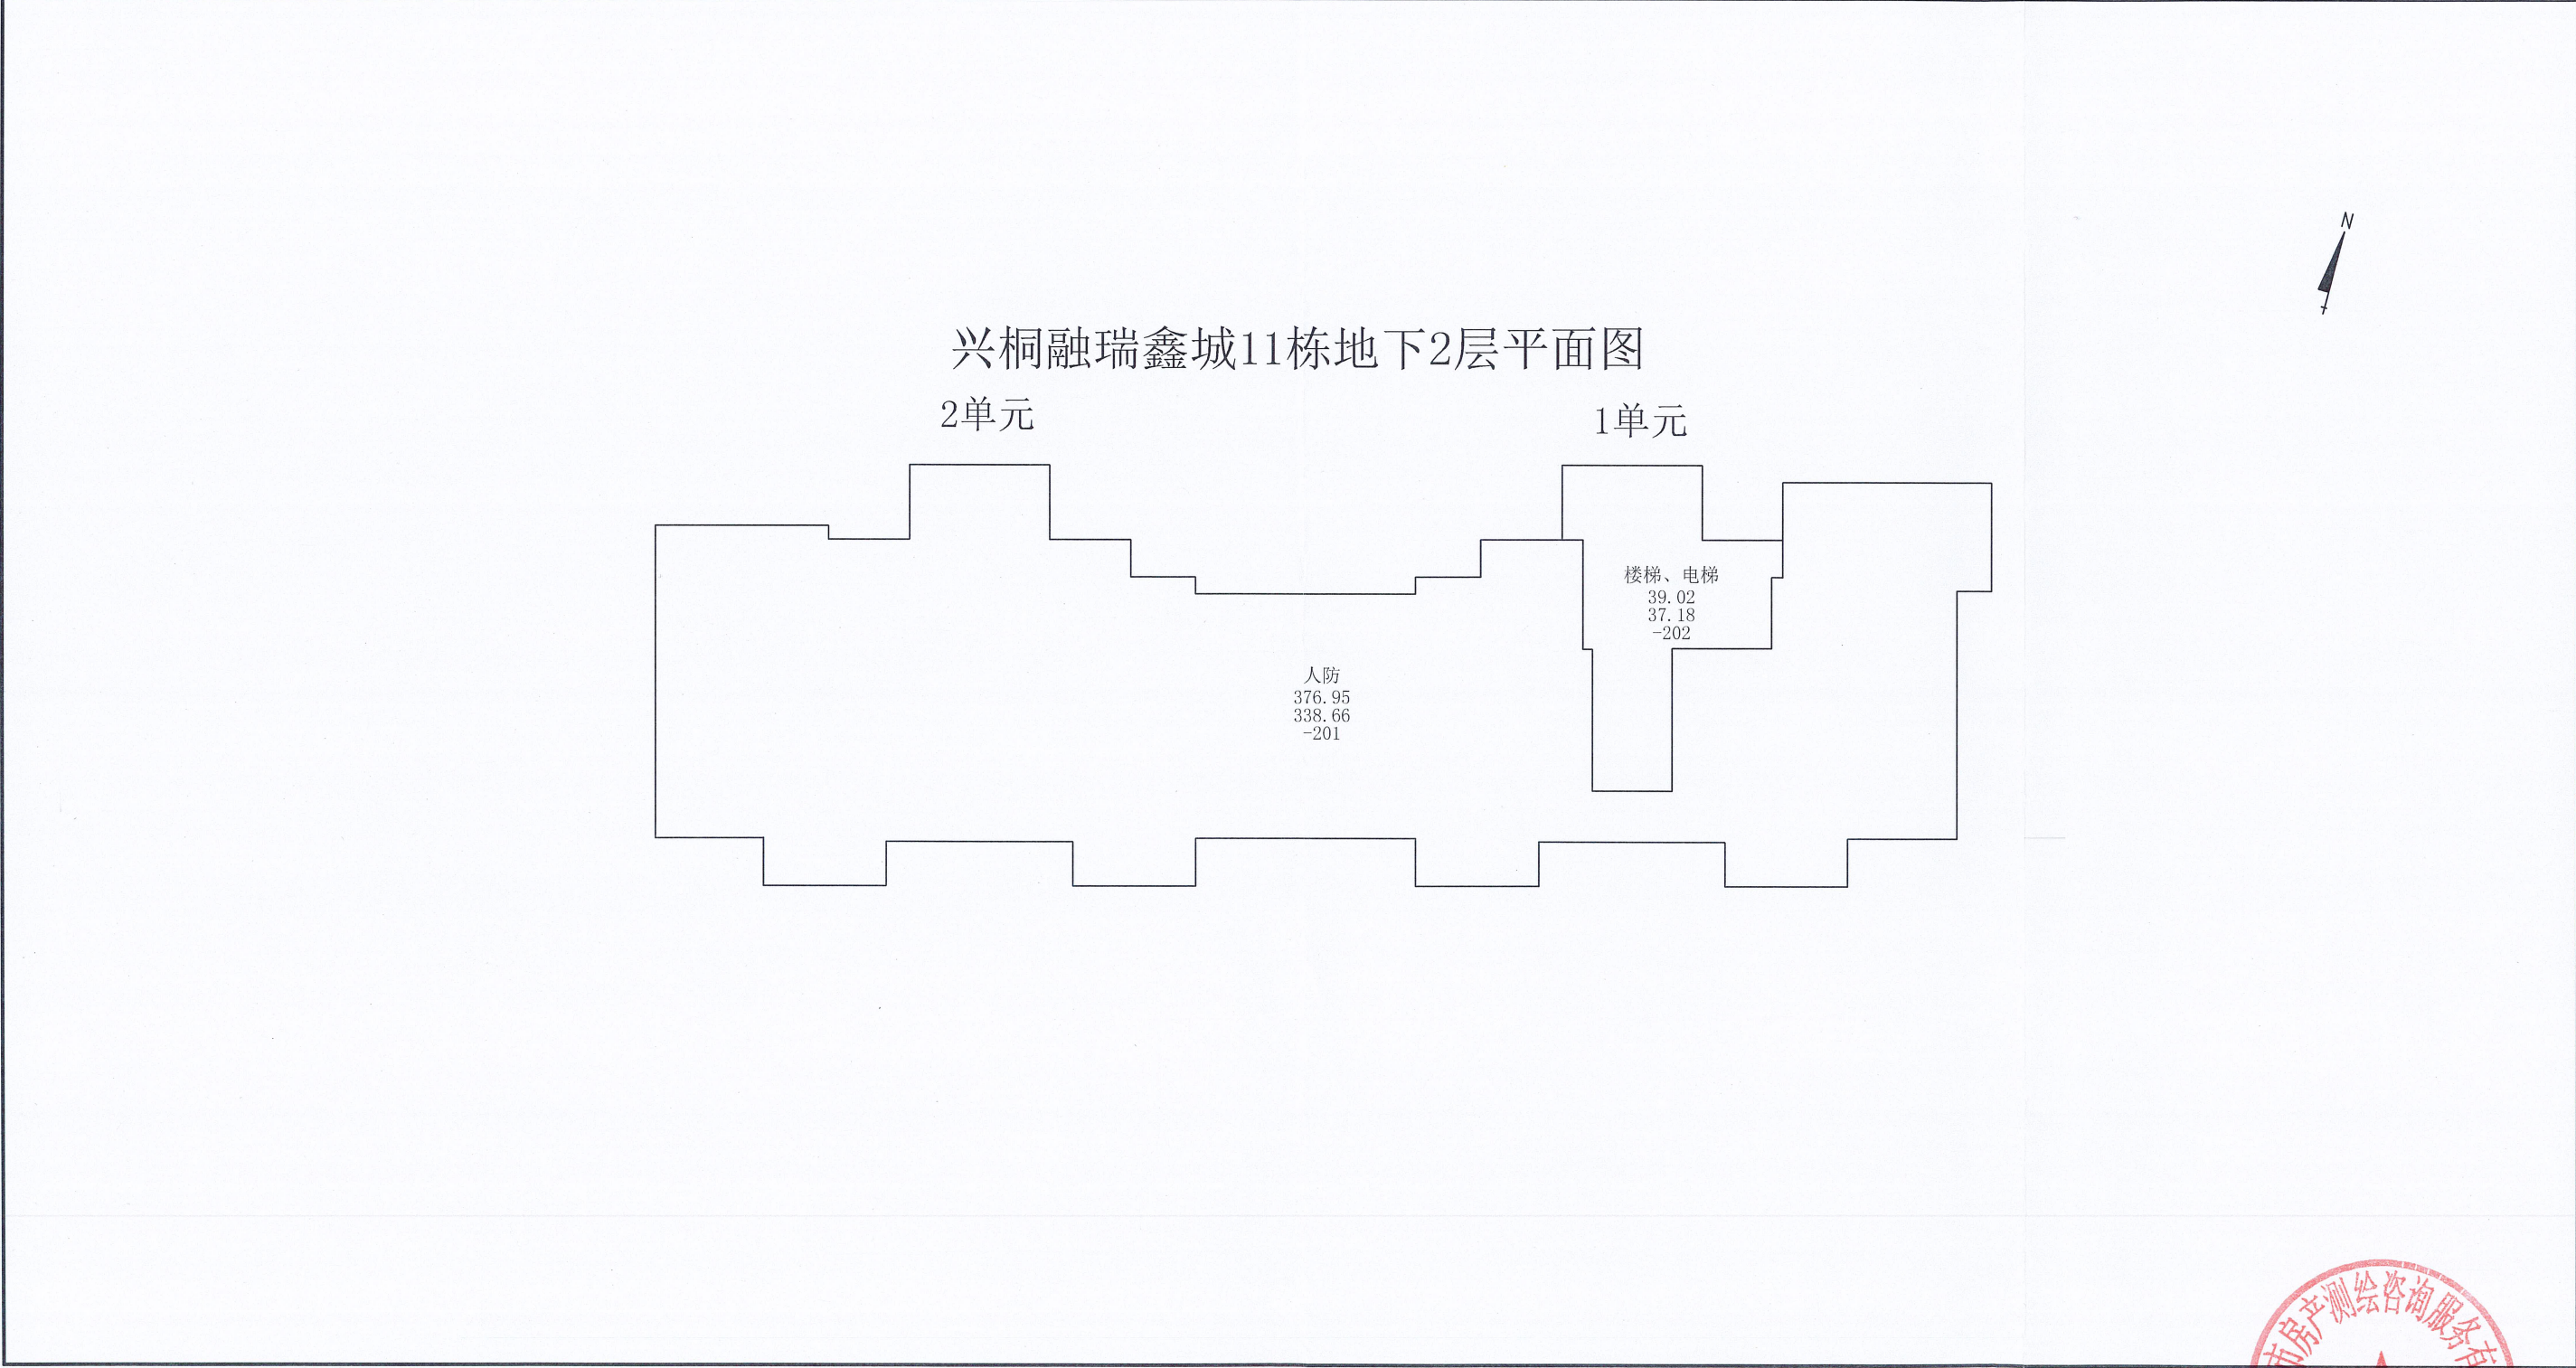 N
兴桐融瑞鑫城11栋地下2层平面图
2单元
1单元
楼梯、电梯
39.02
37.18
-202
人防
376.95
338.66
-201
市房产测绘咨询服务有